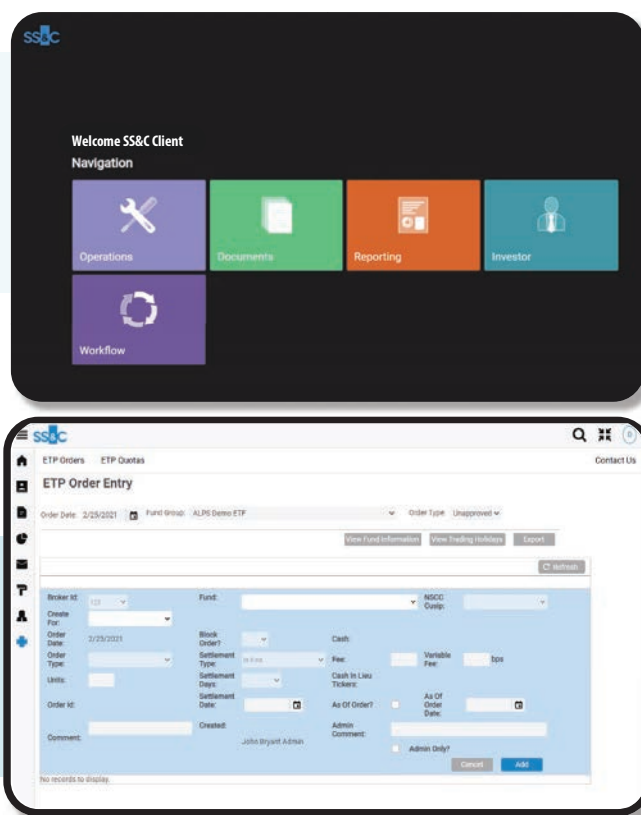 SS&C
Welcome SS&C Client
Navigation
Operations
Documents
Reporting
Investor
Workflow
SS&C
ETP Orders ETP Quotas Contact Us
ETP Order Entry
Order Date: 2/25/2021 Fund Group: ALPS Demo ETF Order Type: Unapproved
View Fund Information View Trading Holidays Export
Refresh
Broker Id: Fund: NSCC Cusip:
Create For:
Order Date: 2/25/2021 Block Order? Cash:
Order Type: Settlement Type: Fee: Variable Fee: bps
Units: Settlement Days: Cash In Lieu Tickers:
Order Id: Settlement Date: As Of Order? As Of Order Date:
Comment: Created: John Bryant Admin Admin Comment:
Admin Only?
Cancel Add
No records to display.